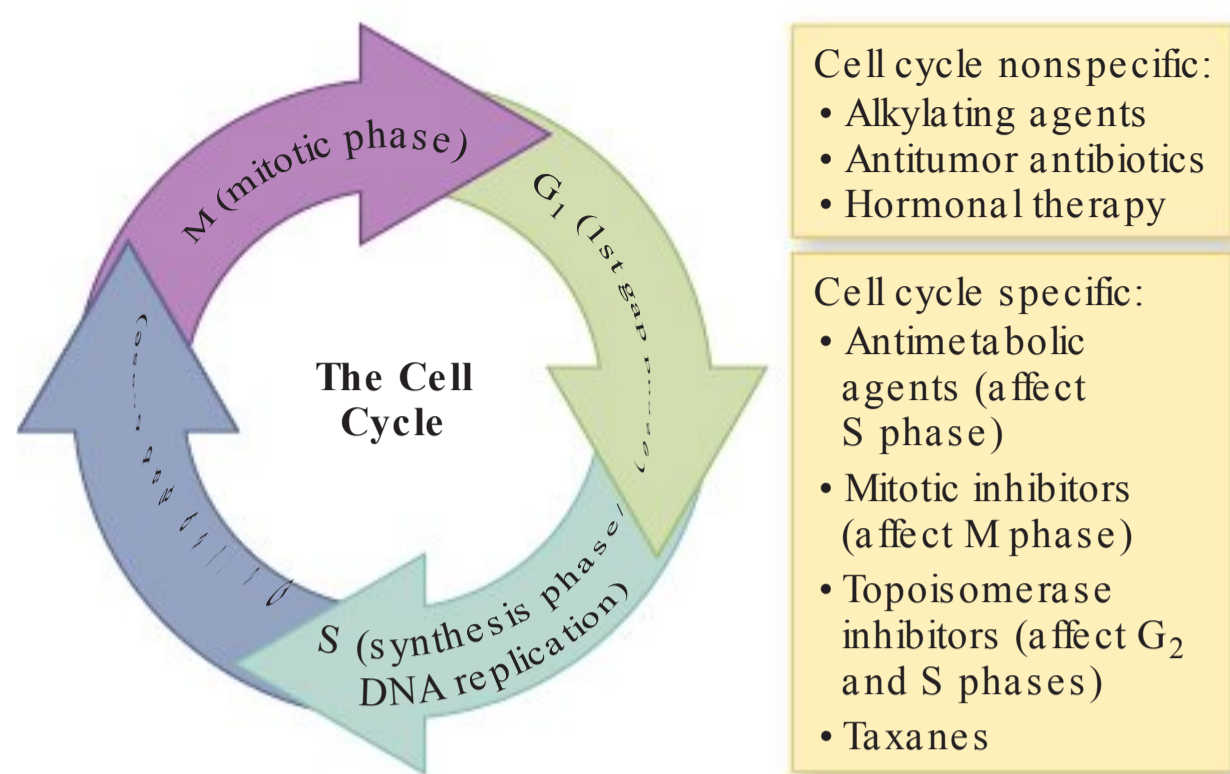 M (mitotic phase)
G₁ (1st gap phase)
S (synthesis phase/
DNA replication)
gap
The Cell
Cycle
Cell cycle nonspecific:
• Alkylating agents
• Antitumor antibiotics
• Hormonal therapy
Cell cycle specific:
• Antimetabolic
agents (affect
S phase)
• Mitotic inhibitors
(affect M phase)
• Topoisomerase
inhibitors (affect G₂
and S phases)
• Taxanes